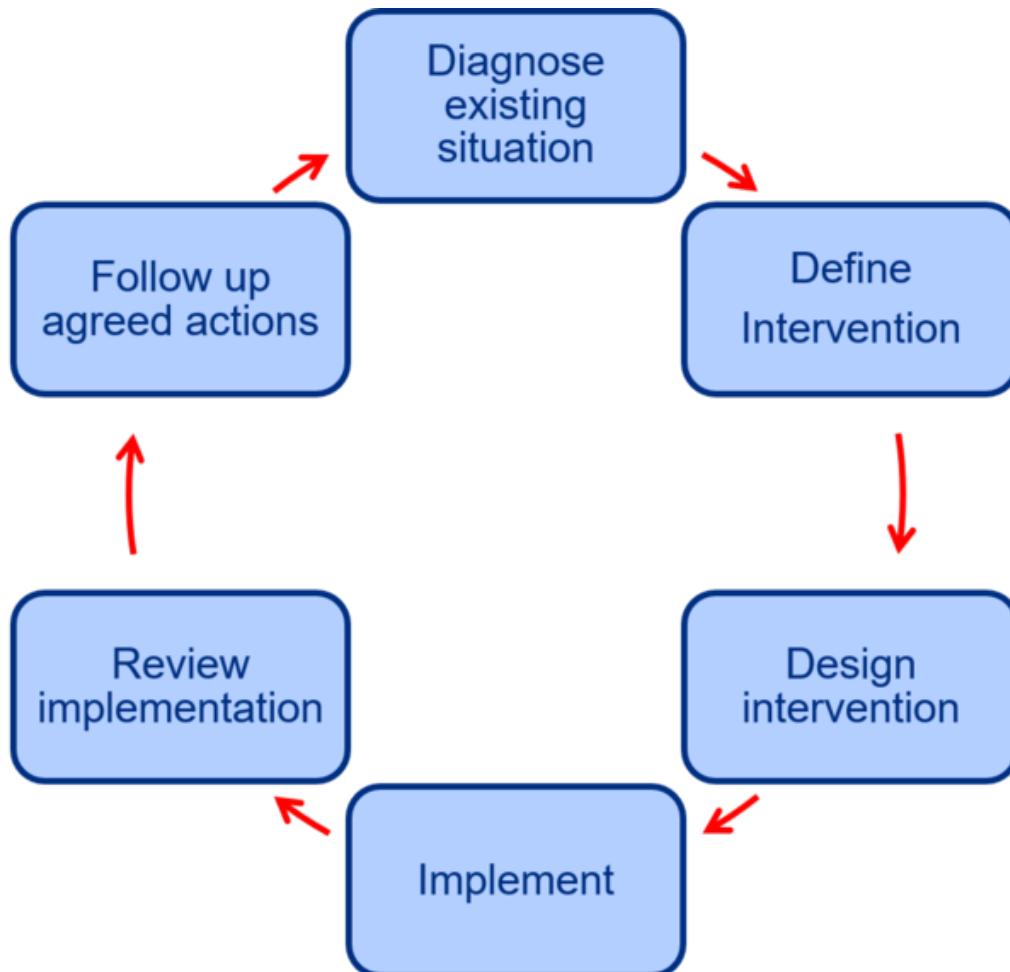 Diagnose
existing
situation
Define
Intervention
Design
intervention
Implement
Review
implementation
Follow up
agreed actions